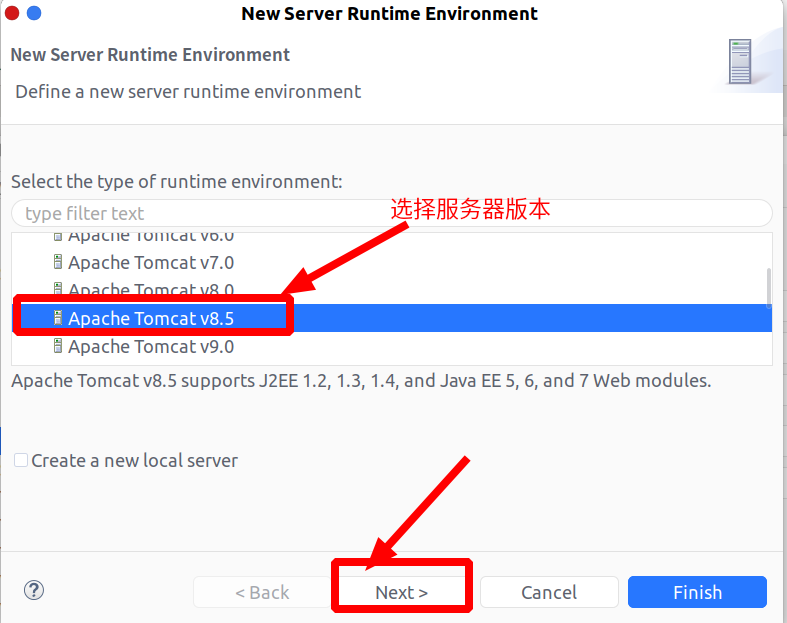 New Server Runtime Environment
New Server Runtime Environment
Define a new server runtime environment
Select the type of runtime environment:
type filter text
选择服务器版本
Apache Tomcat v6.0
Apache Tomcat v7.0
Apache Tomcat v8.0
Apache Tomcat v8.5
Apache Tomcat v9.0
Apache Tomcat v8.5 supports J2EE 1.2, 1.3, 1.4, and Java EE 5, 6, and 7 Web modules.
Create a new local server
?
< Back
Next >
Cancel
Finish